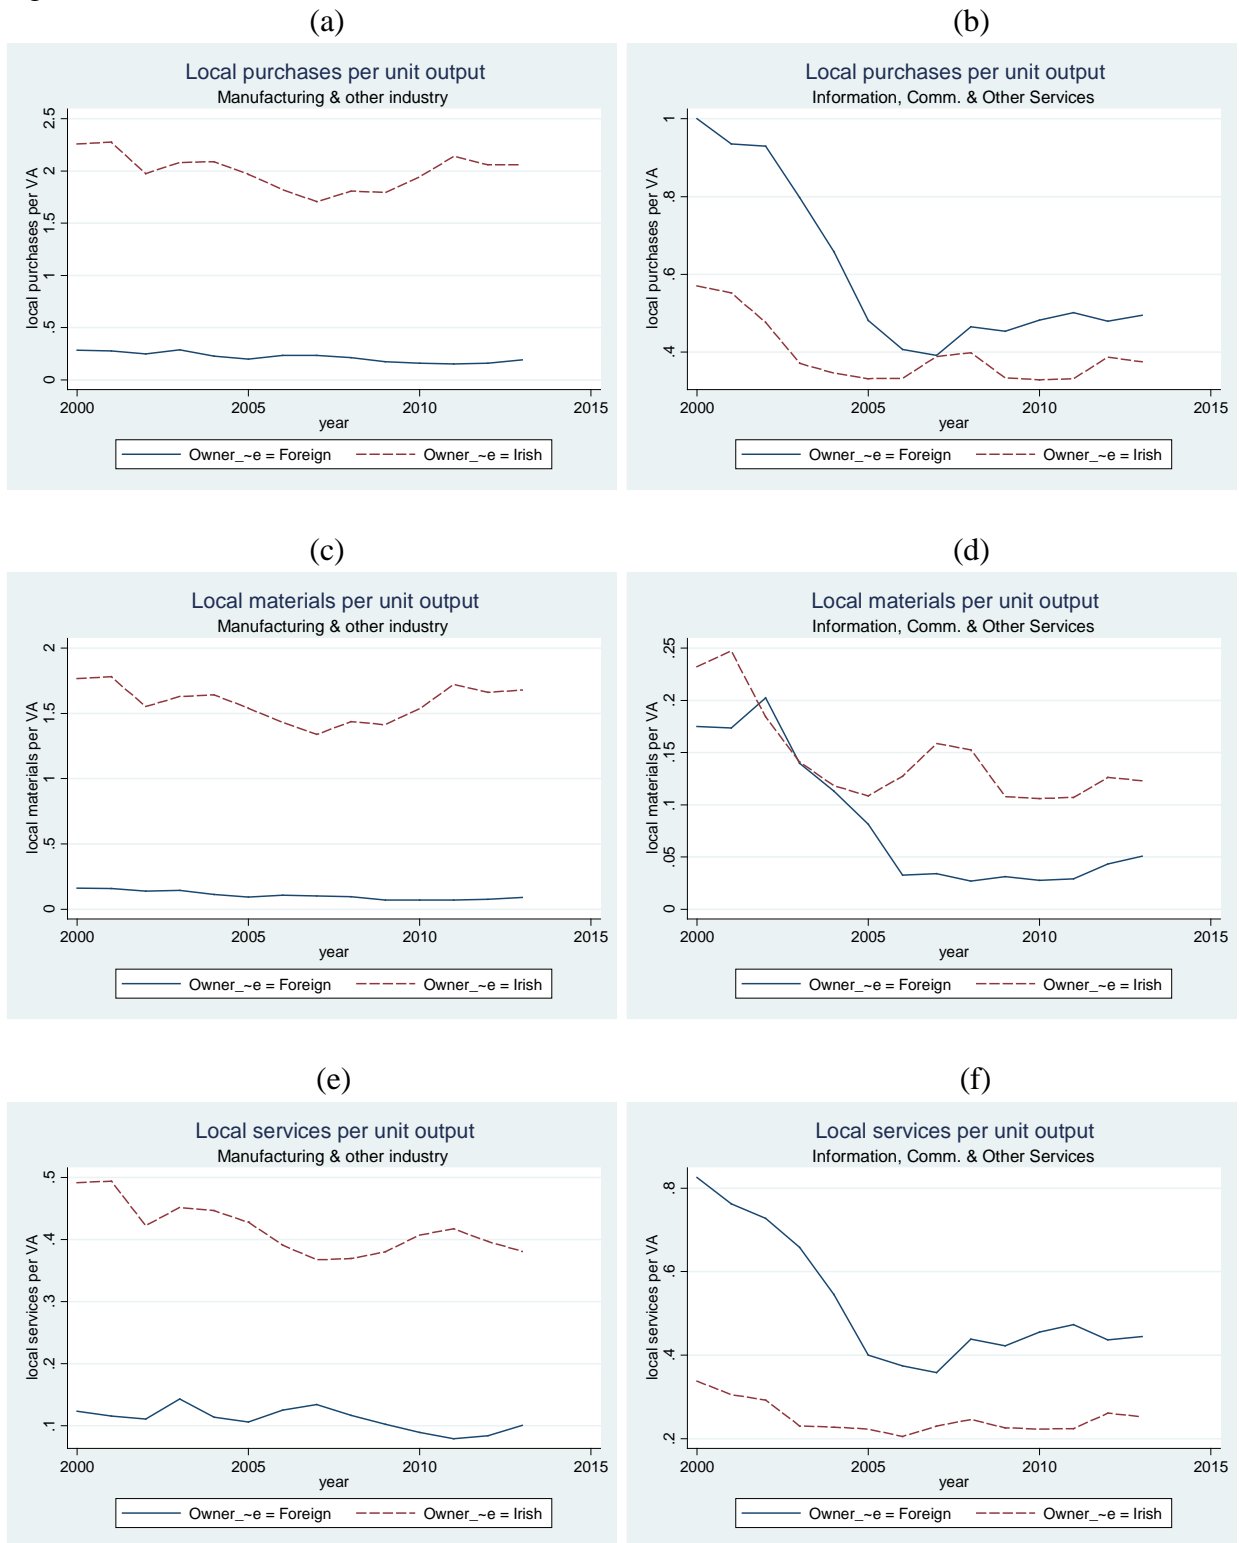 (a)
Local purchases per unit output
Manufacturing & other industry
local purchases per VA
2.5
2
1.5
1
.5
0
2000 2005 2010 2015
year
Owner_~e = Foreign Owner_~e = Irish
(b)
Local purchases per unit output
Information, Comm. & Other Services
local purchases per VA
1
.8
.6
.4
2000 2005 2010 2015
year
Owner_~e = Foreign Owner_~e = Irish
(c)
Local materials per unit output
Manufacturing & other industry
local materials per VA
2
1.5
1
.5
0
2000 2005 2010 2015
year
Owner_~e = Foreign Owner_~e = Irish
(d)
Local materials per unit output
Information, Comm. & Other Services
local materials per VA
.25
.2
.15
.1
.05
0
2000 2005 2010 2015
year
Owner_~e = Foreign Owner_~e = Irish
(e)
Local services per unit output
Manufacturing & other industry
local services per VA
.5
.4
.3
.2
.1
2000 2005 2010 2015
year
Owner_~e = Foreign Owner_~e = Irish
(f)
Local services per unit output
Information, Comm. & Other Services
local services per VA
.8
.6
.4
.2
2000 2005 2010 2015
year
Owner_~e = Foreign Owner_~e = Irish